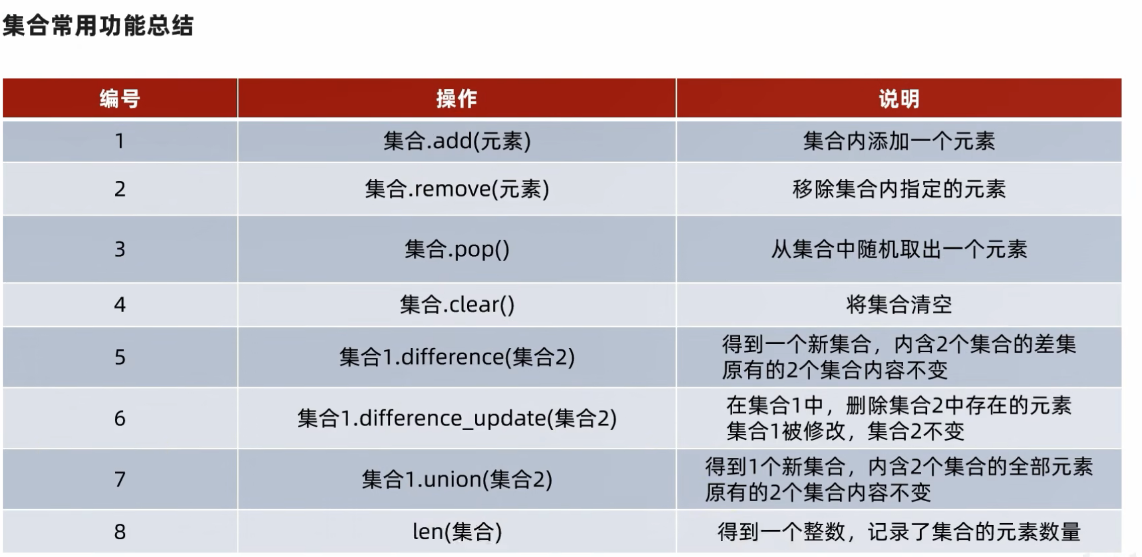 集合常用功能总结
编号 操作 说明
1 集合.add(元素) 集合内添加一个元素
2 集合.remove(元素) 移除集合内指定的元素
3 集合.pop() 从集合中随机取出一个元素
4 集合.clear() 将集合清空
5 集合1.difference(集合2) 得到一个新集合，内含2个集合的差集
原有的2个集合内容不变
6 集合1.difference_update(集合2) 在集合1中，删除集合2中存在的元素
集合1被修改，集合2不变
7 集合1.union(集合2) 得到1个新集合，内含2个集合的全部元素
原有的2个集合内容不变
8 len(集合) 得到一个整数，记录了集合的元素数量